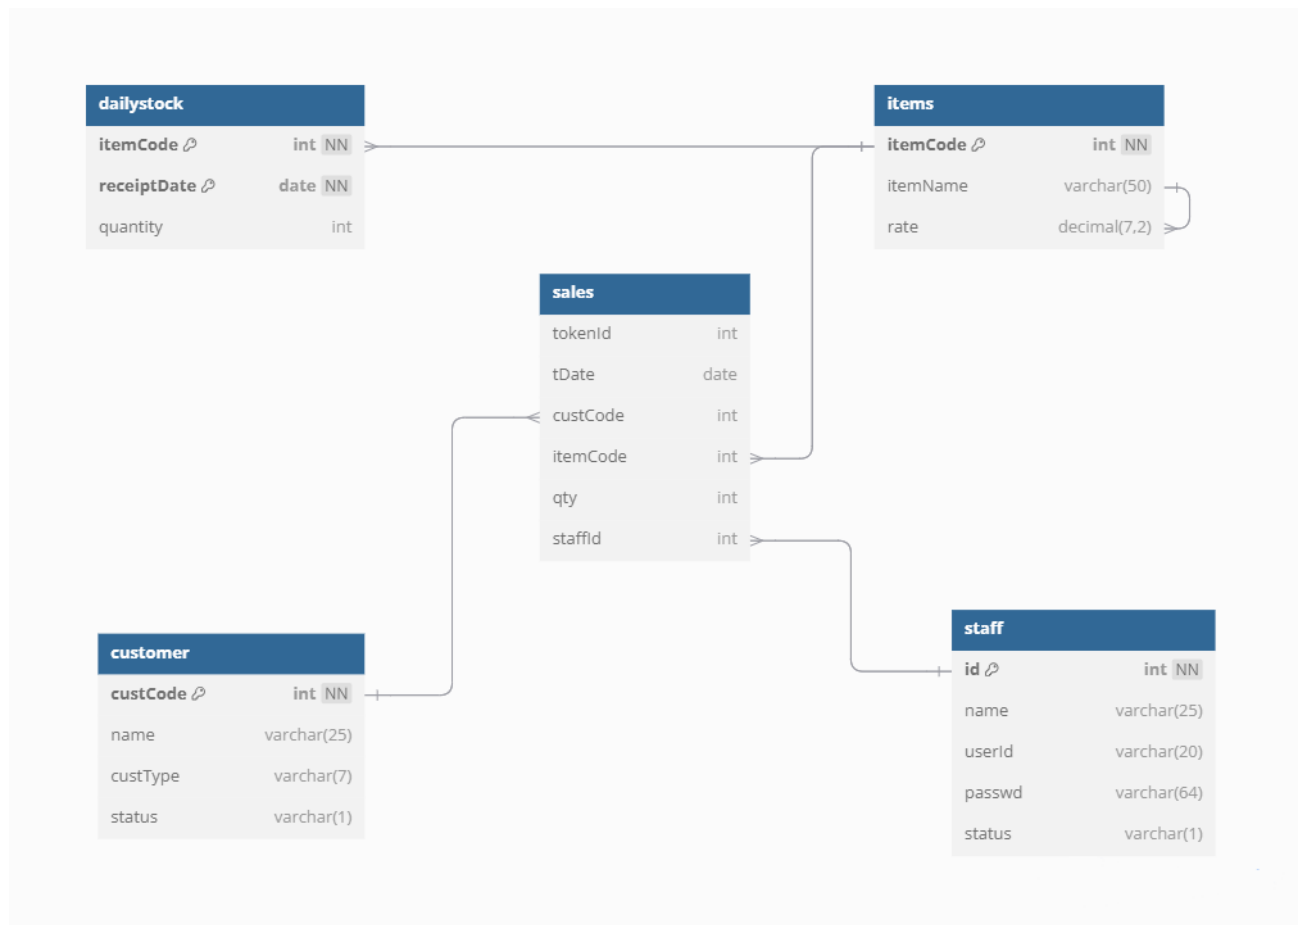 dailystock
itemCode int NN
receiptDate date NN
quantity int
items
itemCode int NN
itemName varchar(50)
rate decimal(7,2)
sales
tokenId int
tDate date
custCode int
itemCode int
qty int
staffId int
customer
custCode int NN
name varchar(25)
custType varchar(7)
status varchar(1)
staff
id int NN
name varchar(25)
userId varchar(20)
passwd varchar(64)
status varchar(1)